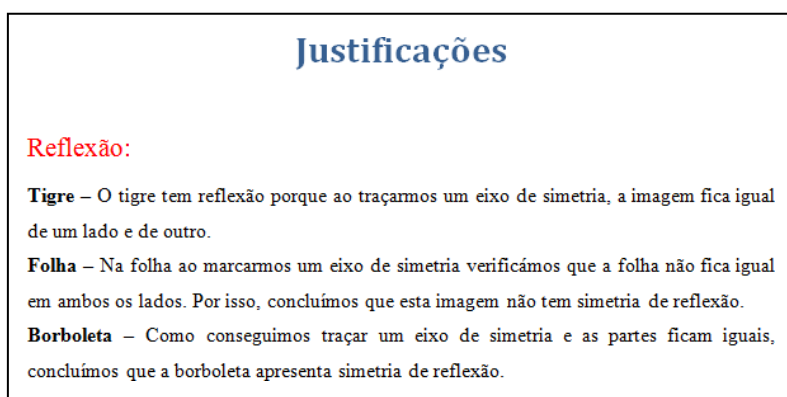 Justificações
Reflexão:
Tigre – O tigre tem reflexão porque ao traçarmos um eixo de simetria, a imagem fica igual
de um lado e de outro.
Folha – Na folha ao marcarmos um eixo de simetria verificámos que a folha não fica igual
em ambos os lados. Por isso, concluímos que esta imagem não tem simetria de reflexão.
Borboleta – Como conseguimos traçar um eixo de simetria e as partes ficam iguais,
concluímos que a borboleta apresenta simetria de reflexão.